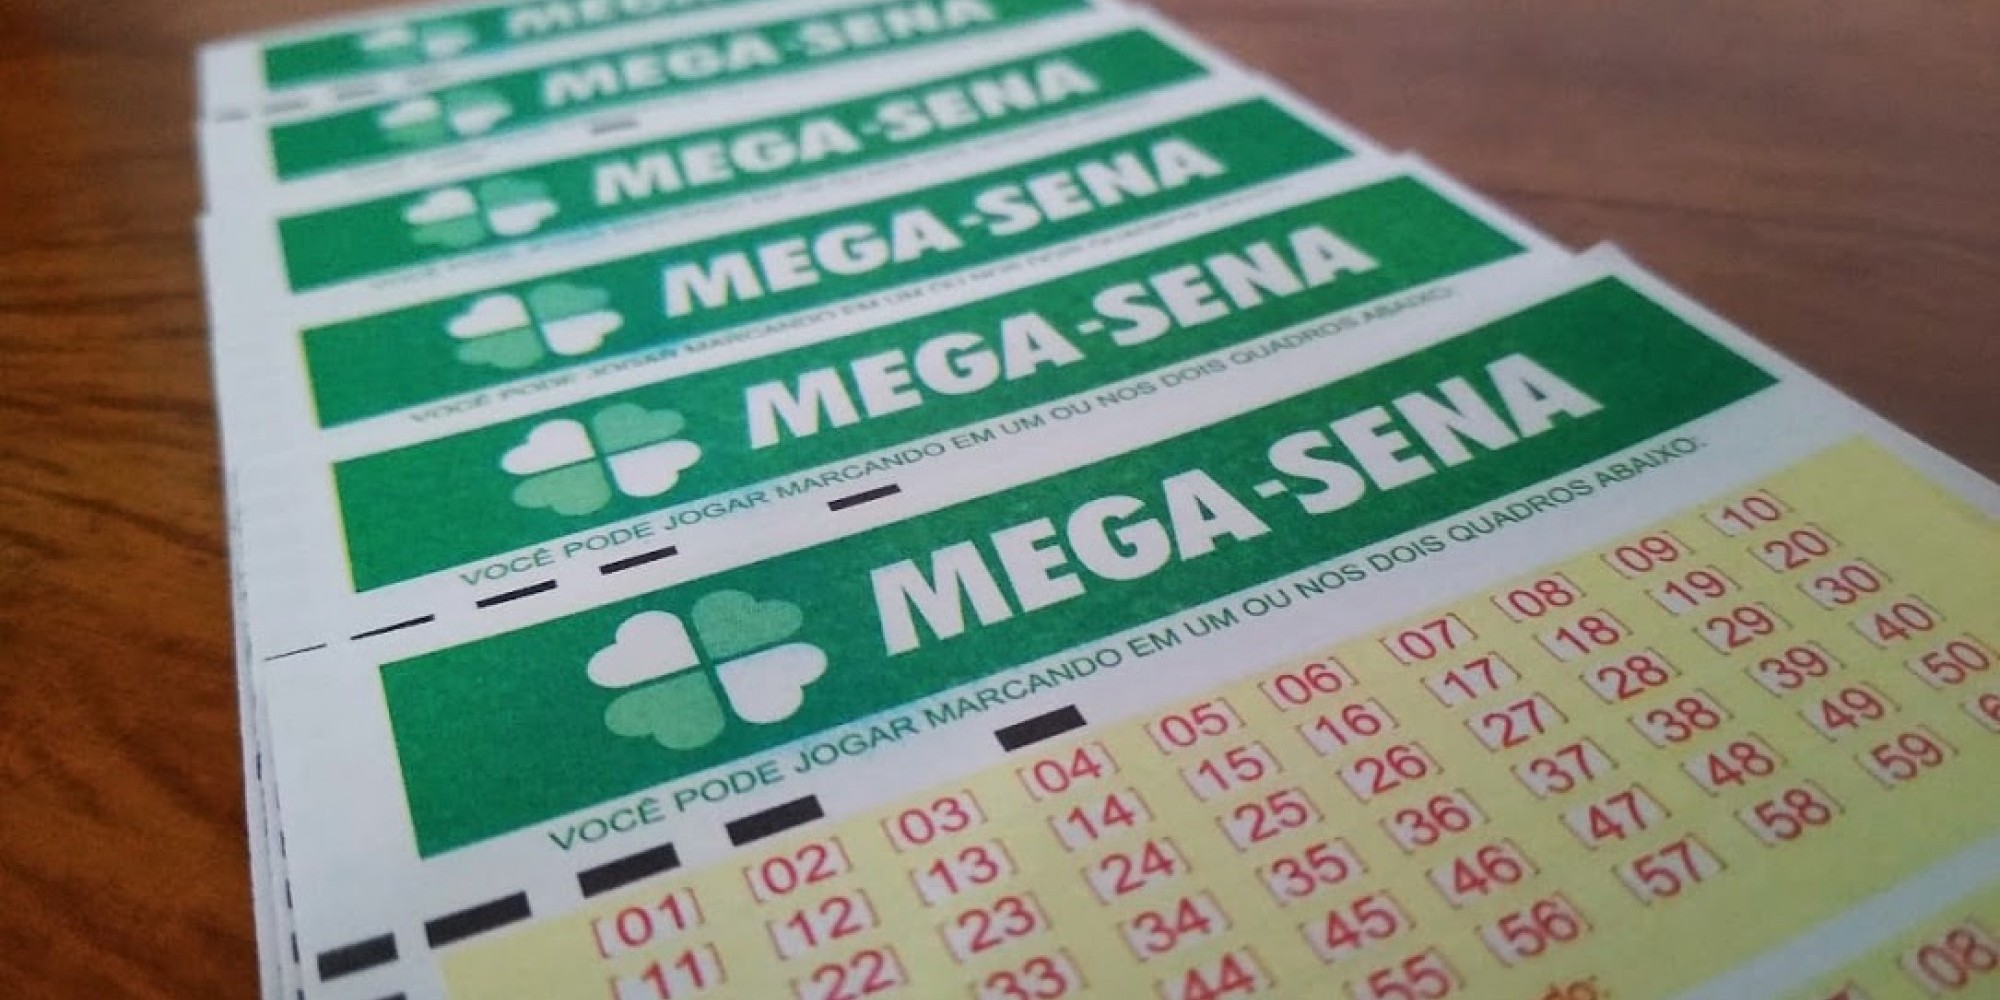 MEGA
MEGA-SENA
MEGA-SENA
MEGA-SENA
VOCÊ PODE JOGAR MARCANDO EM UM OU NOS DOIS QUADROS
MEGA-SENA
VOCÊ PODE JOGAR MARCANDO EM UM OU NOS DOIS QUADROS ABAIXO:
MEGA-SENA
VOCÊ PODE JOGAR MARCANDO EM UM OU NOS DOIS QUADROS ABAIXO:
[01] [02] [03] [04] [05] [06] [07] [08] [09] [10]
[11] [12] [13] [14] [15] [16] [17] [18] [19] [20]
[22] [23] [24] [25] [26] [27] [28] [29] [30]
[33] [34] [35] [36] [37] [38] [39] [40]
[44] [45] [46] [47] [48] [49] [50]
[55] [56] [57] [58] [59]
[08]